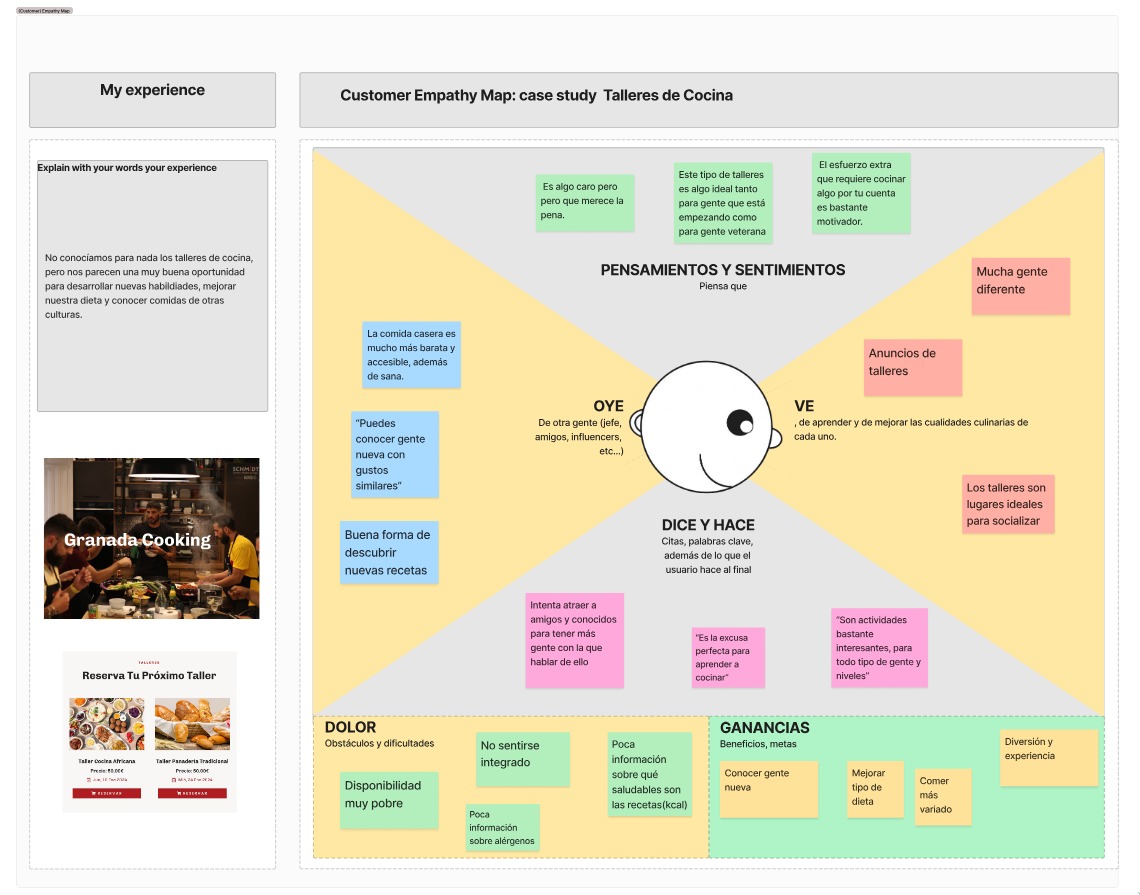 (Customer) Empathy Map
My experience
Customer Empathy Map: case study Talleres de Cocina
Explain with your words your experience
No conocíamos para nada los talleres de cocina,
pero nos parecen una muy buena oportunidad
para desarrollar nuevas habildiades, mejorar
nuestra dieta y conocer comidas de otras
culturas.
SCHMIDT
Granada Cooking
TALLERES
Reserva Tu Próximo Taller
Taller Cocina Africana
Precio: 50,00€
RESERVAR
Taller Panadería Tradicional
Precio: 50,00€
RESERVAR
Es algo caro pero
pero que merece la
pena.
Este tipo de talleres
es algo ideal tanto
para gente que está
empezando como
para gente veterana
El esfuerzo extra
que requiere cocinar
algo por tu cuenta
es bastante
motivador.
PENSAMIENTOS Y SENTIMIENTOS
Piensa que
La comida casera es
mucho más barata y
accesible, además
de sana.
"Puedes
conocer gente
nueva con
gustos
similares"
Buena forma de
descubrir
nuevas recetas
OYE
De otra gente (jefe,
amigos, influencers,
etc...)
Mucha gente
diferente
Anuncios de
talleres
VE
, de aprender y de mejorar las cualidades culinarias de
cada uno.
Los talleres son
lugares ideales
para socializar
DICE Y HACE
Citas, palabras clave,
además de lo que el
usuario hace al final
Intenta atraer a
amigos y conocidos
para tener más
gente con la que
hablar de ello
"Es la excusa
perfecta para
aprender a
cocinar"
"Son actividades
bastante
interesantes, para
todo tipo de gente y
niveles"
DOLOR
Obstáculos y dificultades
Disponibilidad
muy pobre
No sentirse
integrado
Poca
información
sobre alérgenos
Poca
información
sobre qué
saludables son
las recetas(kcal)
GANANCIAS
Beneficios, metas
Conocer gente
nueva
Mejorar
tipo de
dieta
Comer
más
variado
Diversión y
experiencia